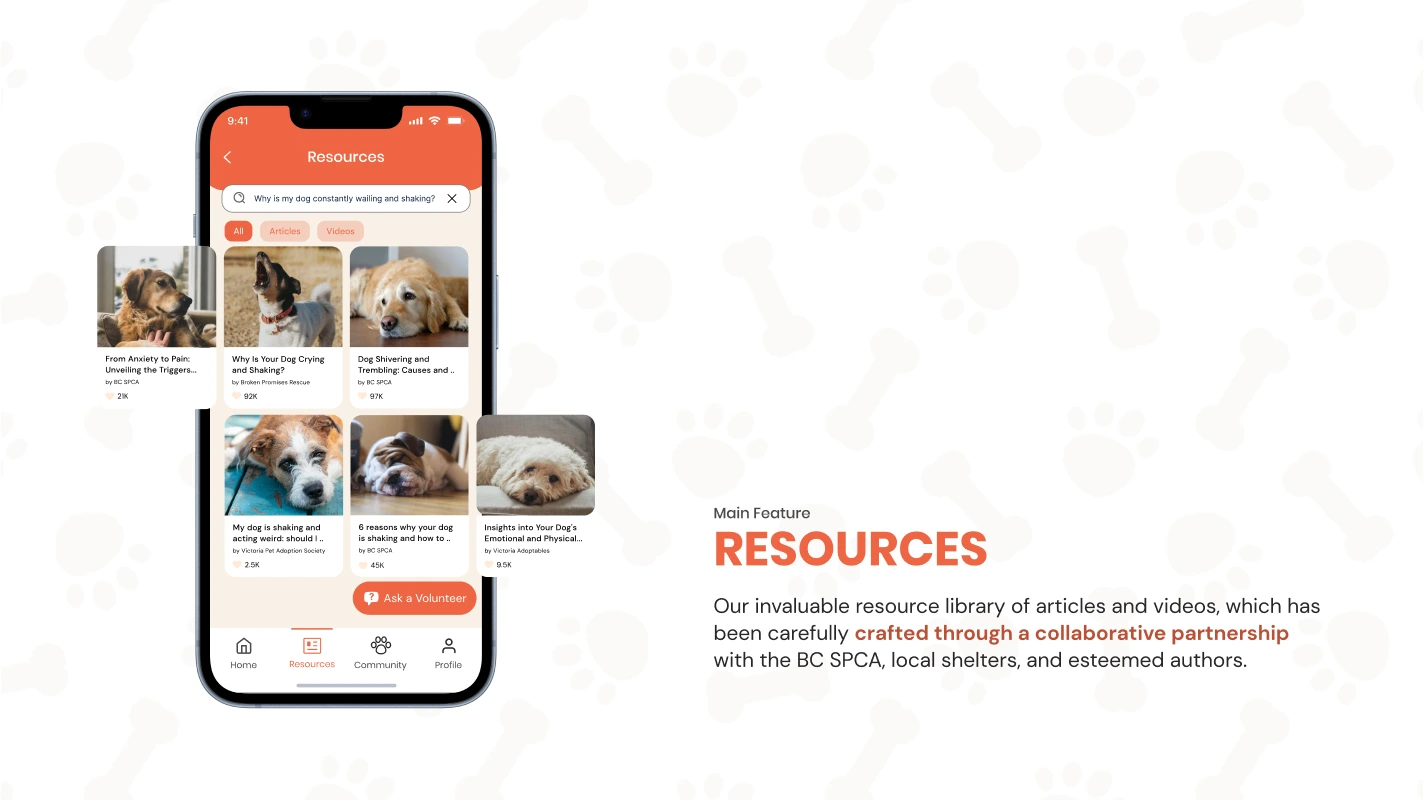 9:41
Resources
Why is my dog constantly wailing and shaking?
All
Articles
Videos
From Anxiety to Pain:
Unveiling the Triggers...
by BC SPCA
21K
Why Is Your Dog Crying
and Shaking?
by Broken Promises Rescue
92K
Dog Shivering and
Trembling: Causes and ..
by BC SPCA
97K
My dog is shaking and
acting weird: should I ..
by Victoria Pet Adoption Society
2.5K
6 reasons why your dog
is shaking and how to ..
by BC SPCA
45K
Insights into Your Dog's
Emotional and Physical...
by Victoria Adoptables
9.5K
Ask a Volunteer
Home
Resources
Community
Profile
Main Feature
RESOURCES
Our invaluable resource library of articles and videos, which has
been carefully crafted through a collaborative partnership
with the BC SPCA, local shelters, and esteemed authors.